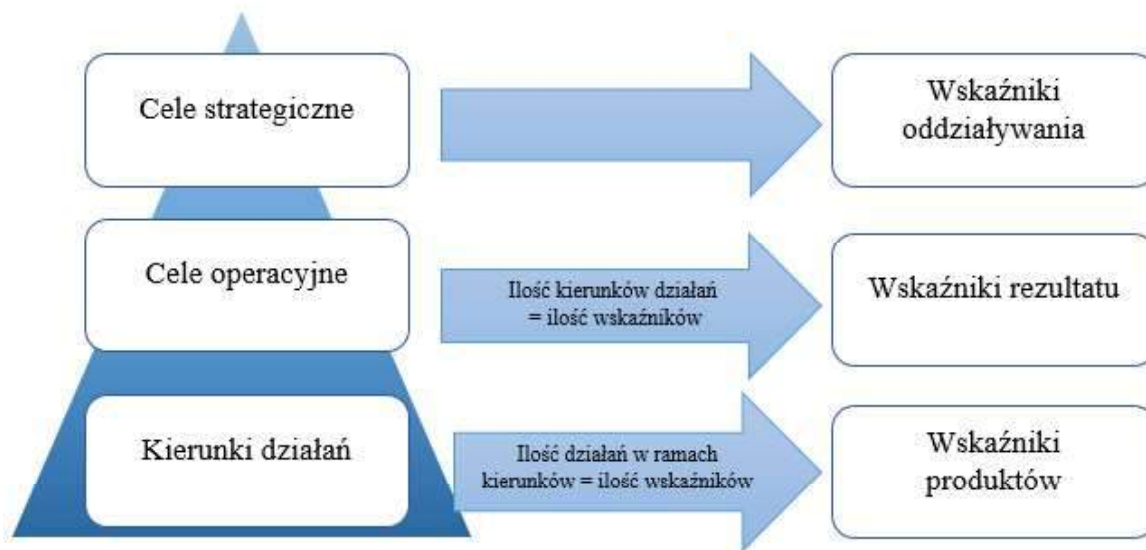 Cele strategiczne
Wskaźniki
oddziaływania
Cele operacyjne
Ilość kierunków działań
= ilość wskaźników
Wskaźniki rezultatu
Kierunki działań
Ilość działań w ramach
kierunków = ilość wskaźników
Wskaźniki
produktów